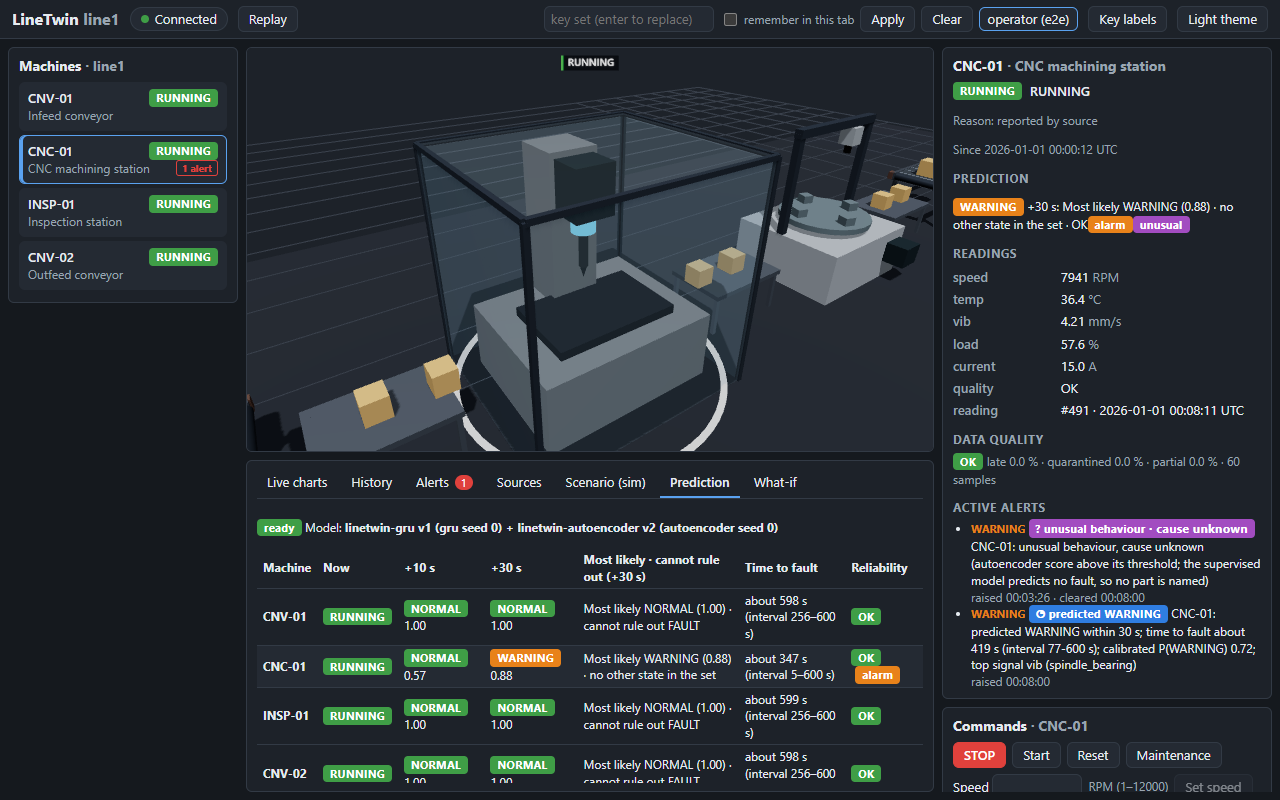 LineTwin line1
Connected
Replay
key set (enter to replace)
remember in this tab
Apply
Clear
operator (e2e)
Key labels
Light theme
Machines · line1
CNV-01
RUNNING
Infeed conveyor
CNC-01
RUNNING
CNC machining station
1 alert
INSP-01
RUNNING
Inspection station
CNV-02
RUNNING
Outfeed conveyor
RUNNING
Live charts
History
Alerts 1
Sources
Scenario (sim)
Prediction
What-if
ready Model: linetwin-gru v1 (gru seed 0) + linetwin-autoencoder v2 (autoencoder seed 0)
Machine
Now
+10 s
+30 s
Most likely · cannot rule
out (+30 s)
Time to fault
Reliability
CNV-01
RUNNING
NORMAL
1.00
NORMAL
1.00
Most likely NORMAL (1.00) ·
cannot rule out FAULT
about 598 s
(interval 256–600
s)
OK
CNC-01
RUNNING
NORMAL
0.57
WARNING
0.88
Most likely WARNING (0.88)
· no other state in the set
about 347 s
(interval 5–600 s)
OK
alarm
INSP-01
RUNNING
NORMAL
1.00
NORMAL
1.00
Most likely NORMAL (1.00) ·
cannot rule out FAULT
about 599 s
(interval 256–600
s)
OK
CNV-02
RUNNING
NORMAL
1.00
NORMAL
1.00
Most likely NORMAL (1.00) ·
cannot rule out FAULT
about 598 s
(interval 256–600
OK
CNC-01 · CNC machining station
RUNNING RUNNING
Reason: reported by source
Since 2026-01-01 00:00:12 UTC
PREDICTION
WARNING +30 s: Most likely WARNING (0.88) · no
other state in the set · OK alarm unusual
READINGS
speed 7941 RPM
temp 36.4 °C
vib 4.21 mm/s
load 57.6 %
current 15.0 A
quality OK
reading #491 · 2026-01-01 00:08:11 UTC
DATA QUALITY
OK late 0.0 % · quarantined 0.0 % · partial 0.0 % · 60
samples
ACTIVE ALERTS
WARNING ? unusual behaviour · cause unknown
CNC-01: unusual behaviour, cause unknown
(autoencoder score above its threshold; the supervised
model predicts no fault, so no part is named)
raised 00:03:26 · cleared 00:08:00
WARNING ◔ predicted WARNING CNC-01:
predicted WARNING within 30 s; time to fault about
419 s (interval 77-600 s); calibrated P(WARNING) 0.72;
top signal vib (spindle_bearing)
raised 00:08:00
Commands · CNC-01
STOP
Start
Reset
Maintenance
Speed
RPM (1–12000)
Set speed